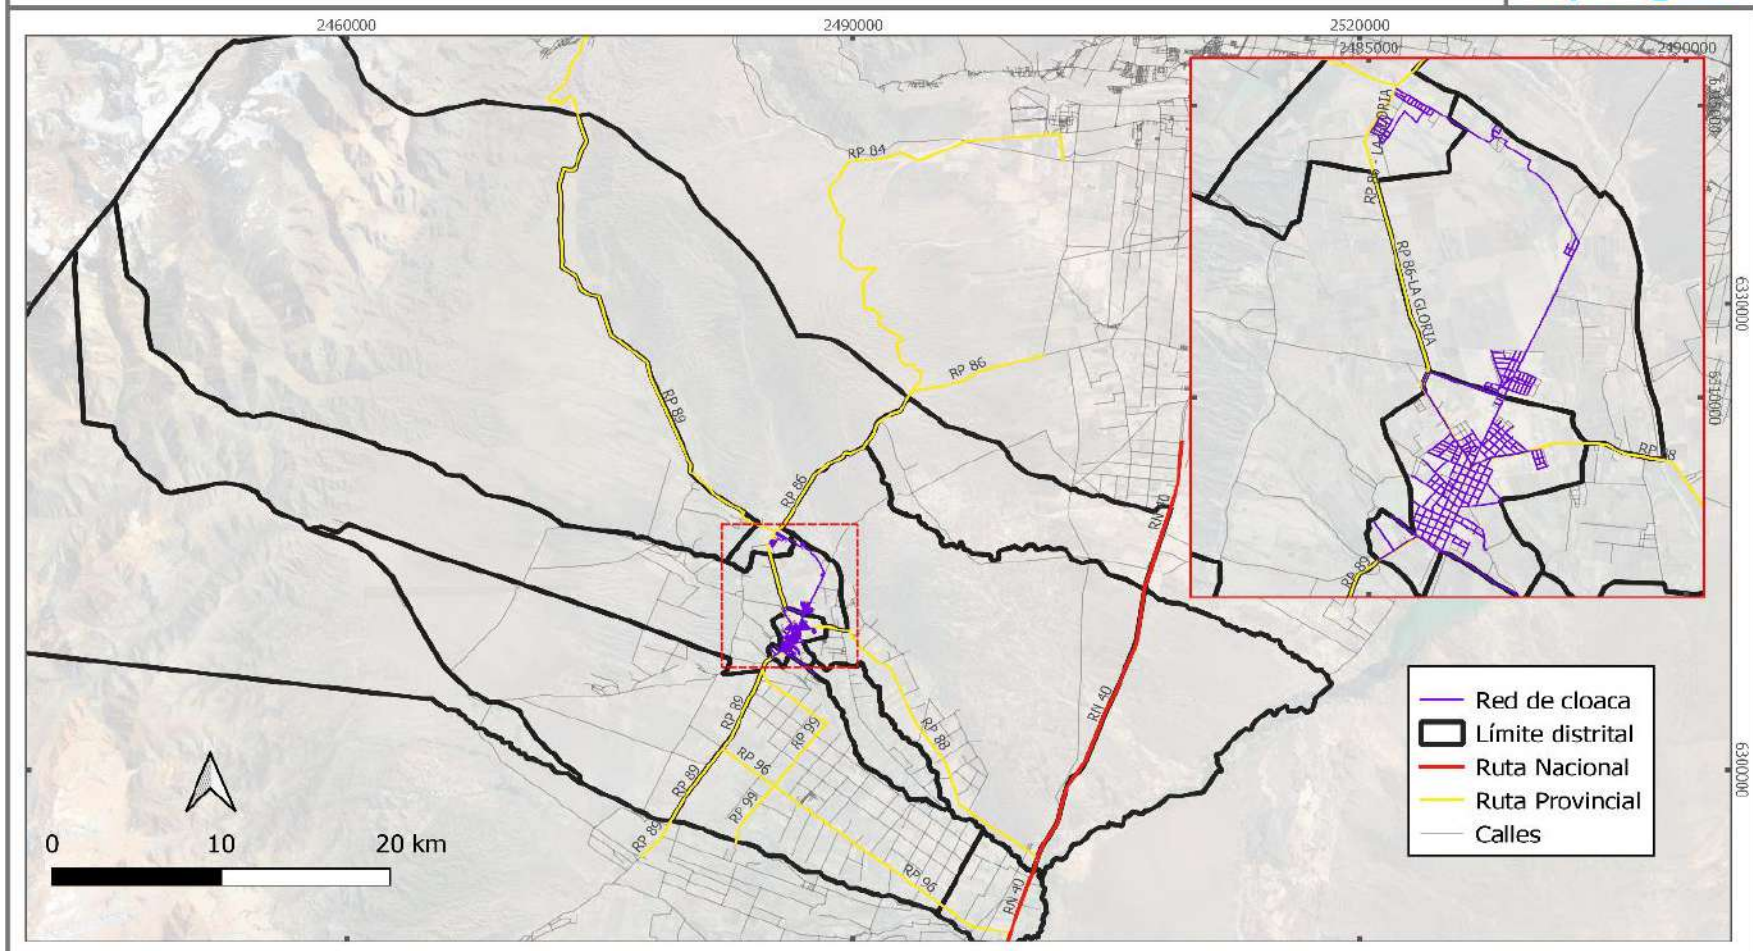 2460000
2490000
2520000
2485000
2490000
RP 84
RP 86
RP 89
RP 86
RN 40
RN 40
RP 89
RP 99
RP 88
RP 96
RP 89
RP 99
RP 89
RP 96
RN 40
RP 86 - LA GLORIA
RP 86-LA GLORIA
RP 89
6310000
6330000
6300000
0 10 20 km
Red de cloaca
Límite distrital
Ruta Nacional
Ruta Provincial
Calles